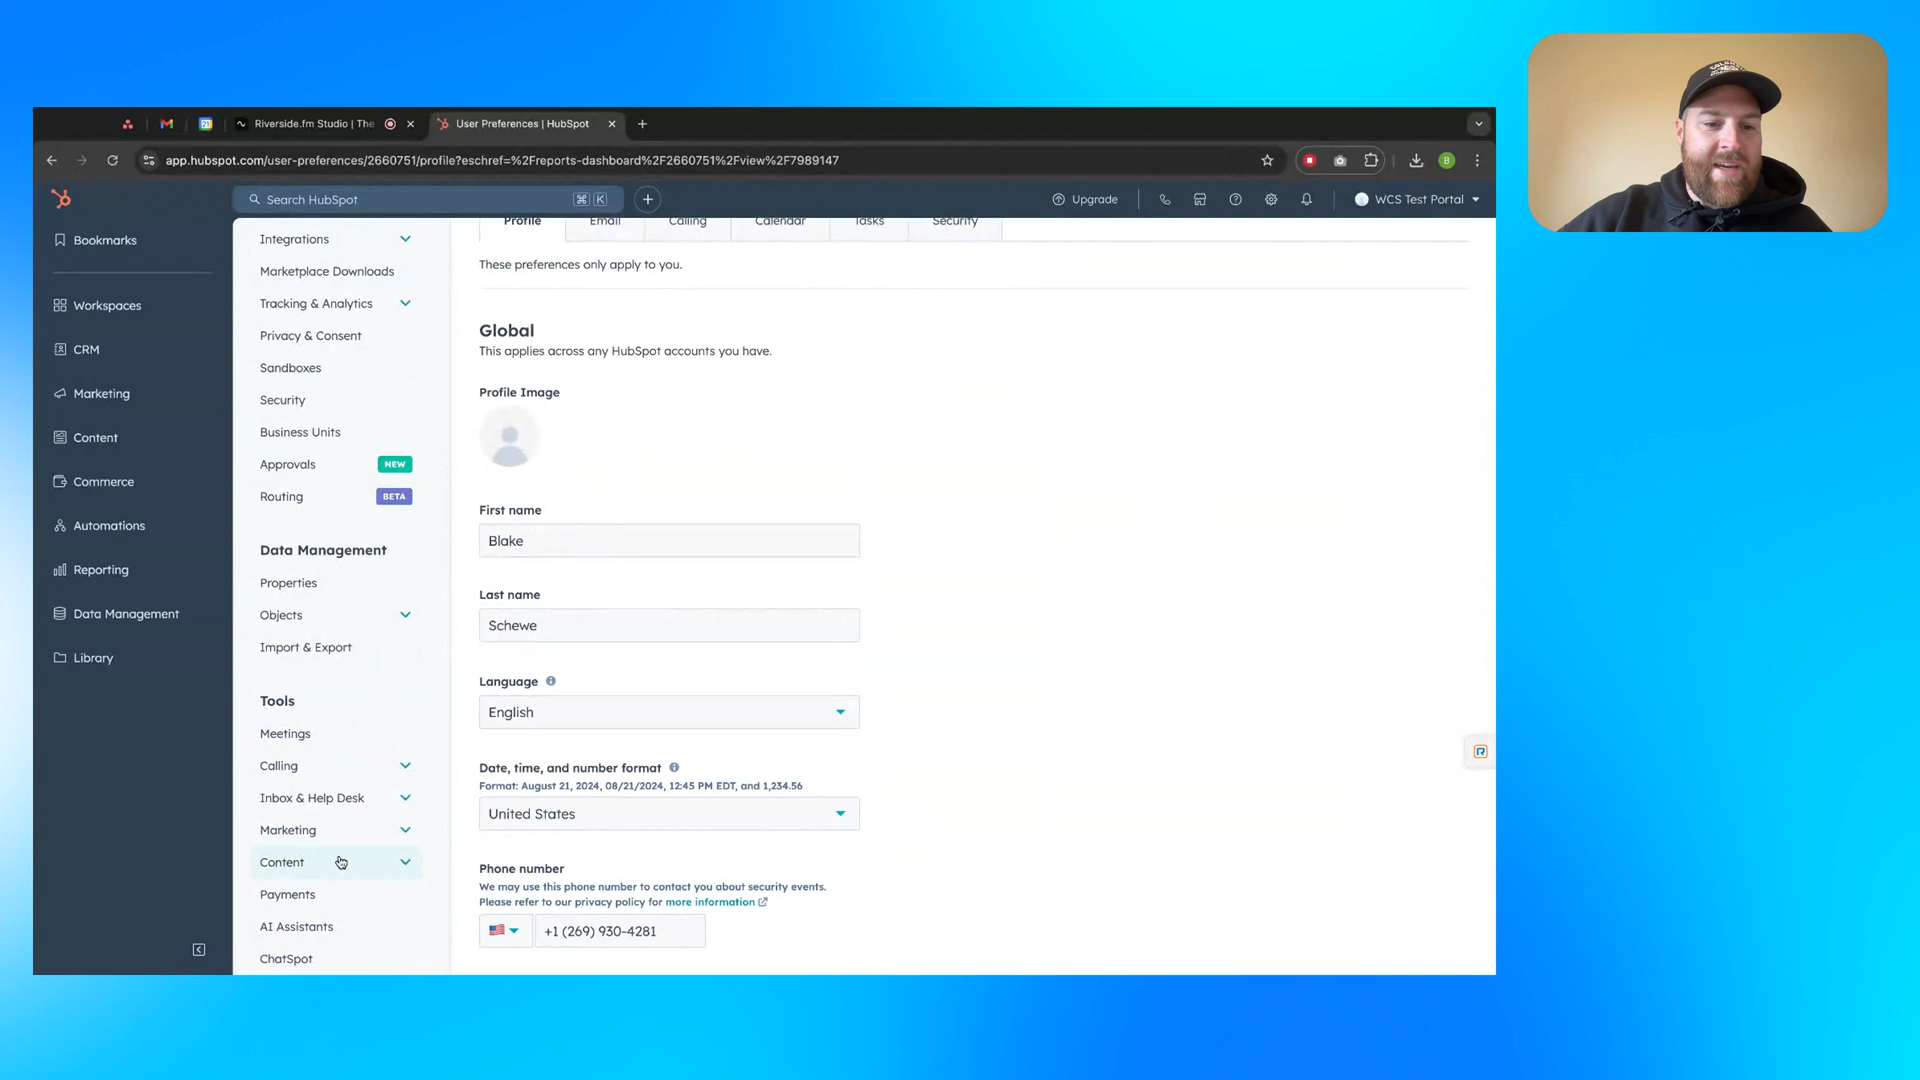 Riverside.fm Studio | The
User Preferences | HubSpot
app.hubspot.com/user-preferences/2660751/profile?eschref=%2Freports-dashboard%2F2660751%2Fview%2F7989147
B
Search HubSpot
⌘ K
Upgrade
WCS Test Portal
Bookmarks
Workspaces
CRM
Marketing
Content
Commerce
Automations
Reporting
Data Management
Library
Integrations
Marketplace Downloads
Tracking & Analytics
Privacy & Consent
Sandboxes
Security
Business Units
Approvals NEW
Routing BETA
Data Management
Properties
Objects
Import & Export
Tools
Meetings
Calling
Inbox & Help Desk
Marketing
Content
Payments
AI Assistants
ChatSpot
Profile Email Calling Calendar Tasks Security
These preferences only apply to you.
Global
This applies across any HubSpot accounts you have.
Profile Image
First name
Blake
Last name
Schewe
Language
English
Date, time, and number format
Format: August 21, 2024, 08/21/2024, 12:45 PM EDT, and 1,234.56
United States
Phone number
We may use this phone number to contact you about security events.
Please refer to our privacy policy for more information
+1 (269) 930-4281